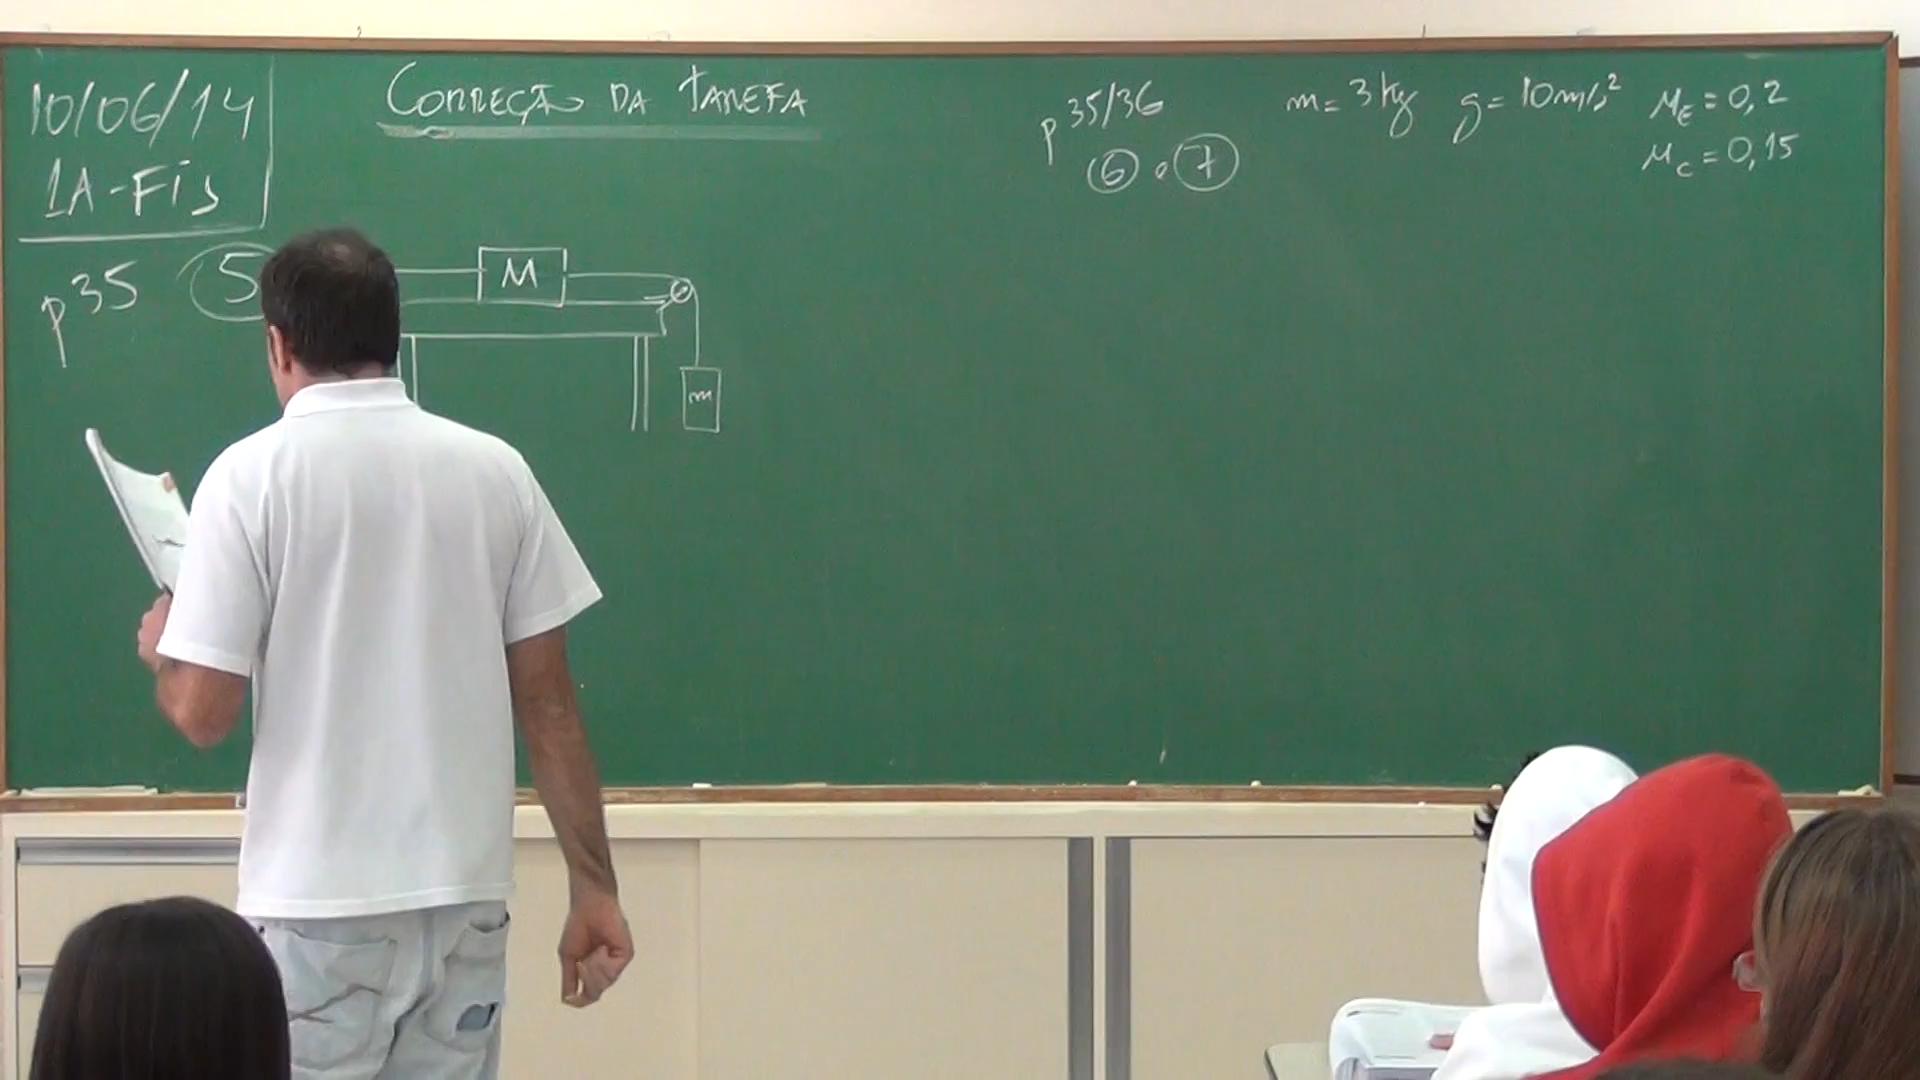 10/06/14
1A-Fís
CORREÇÃO DA TAREFA
p 35/36
6 e 7
m = 3 kg g = 10 m/s² μE = 0,2
μC = 0,15
p 35 5
M
m